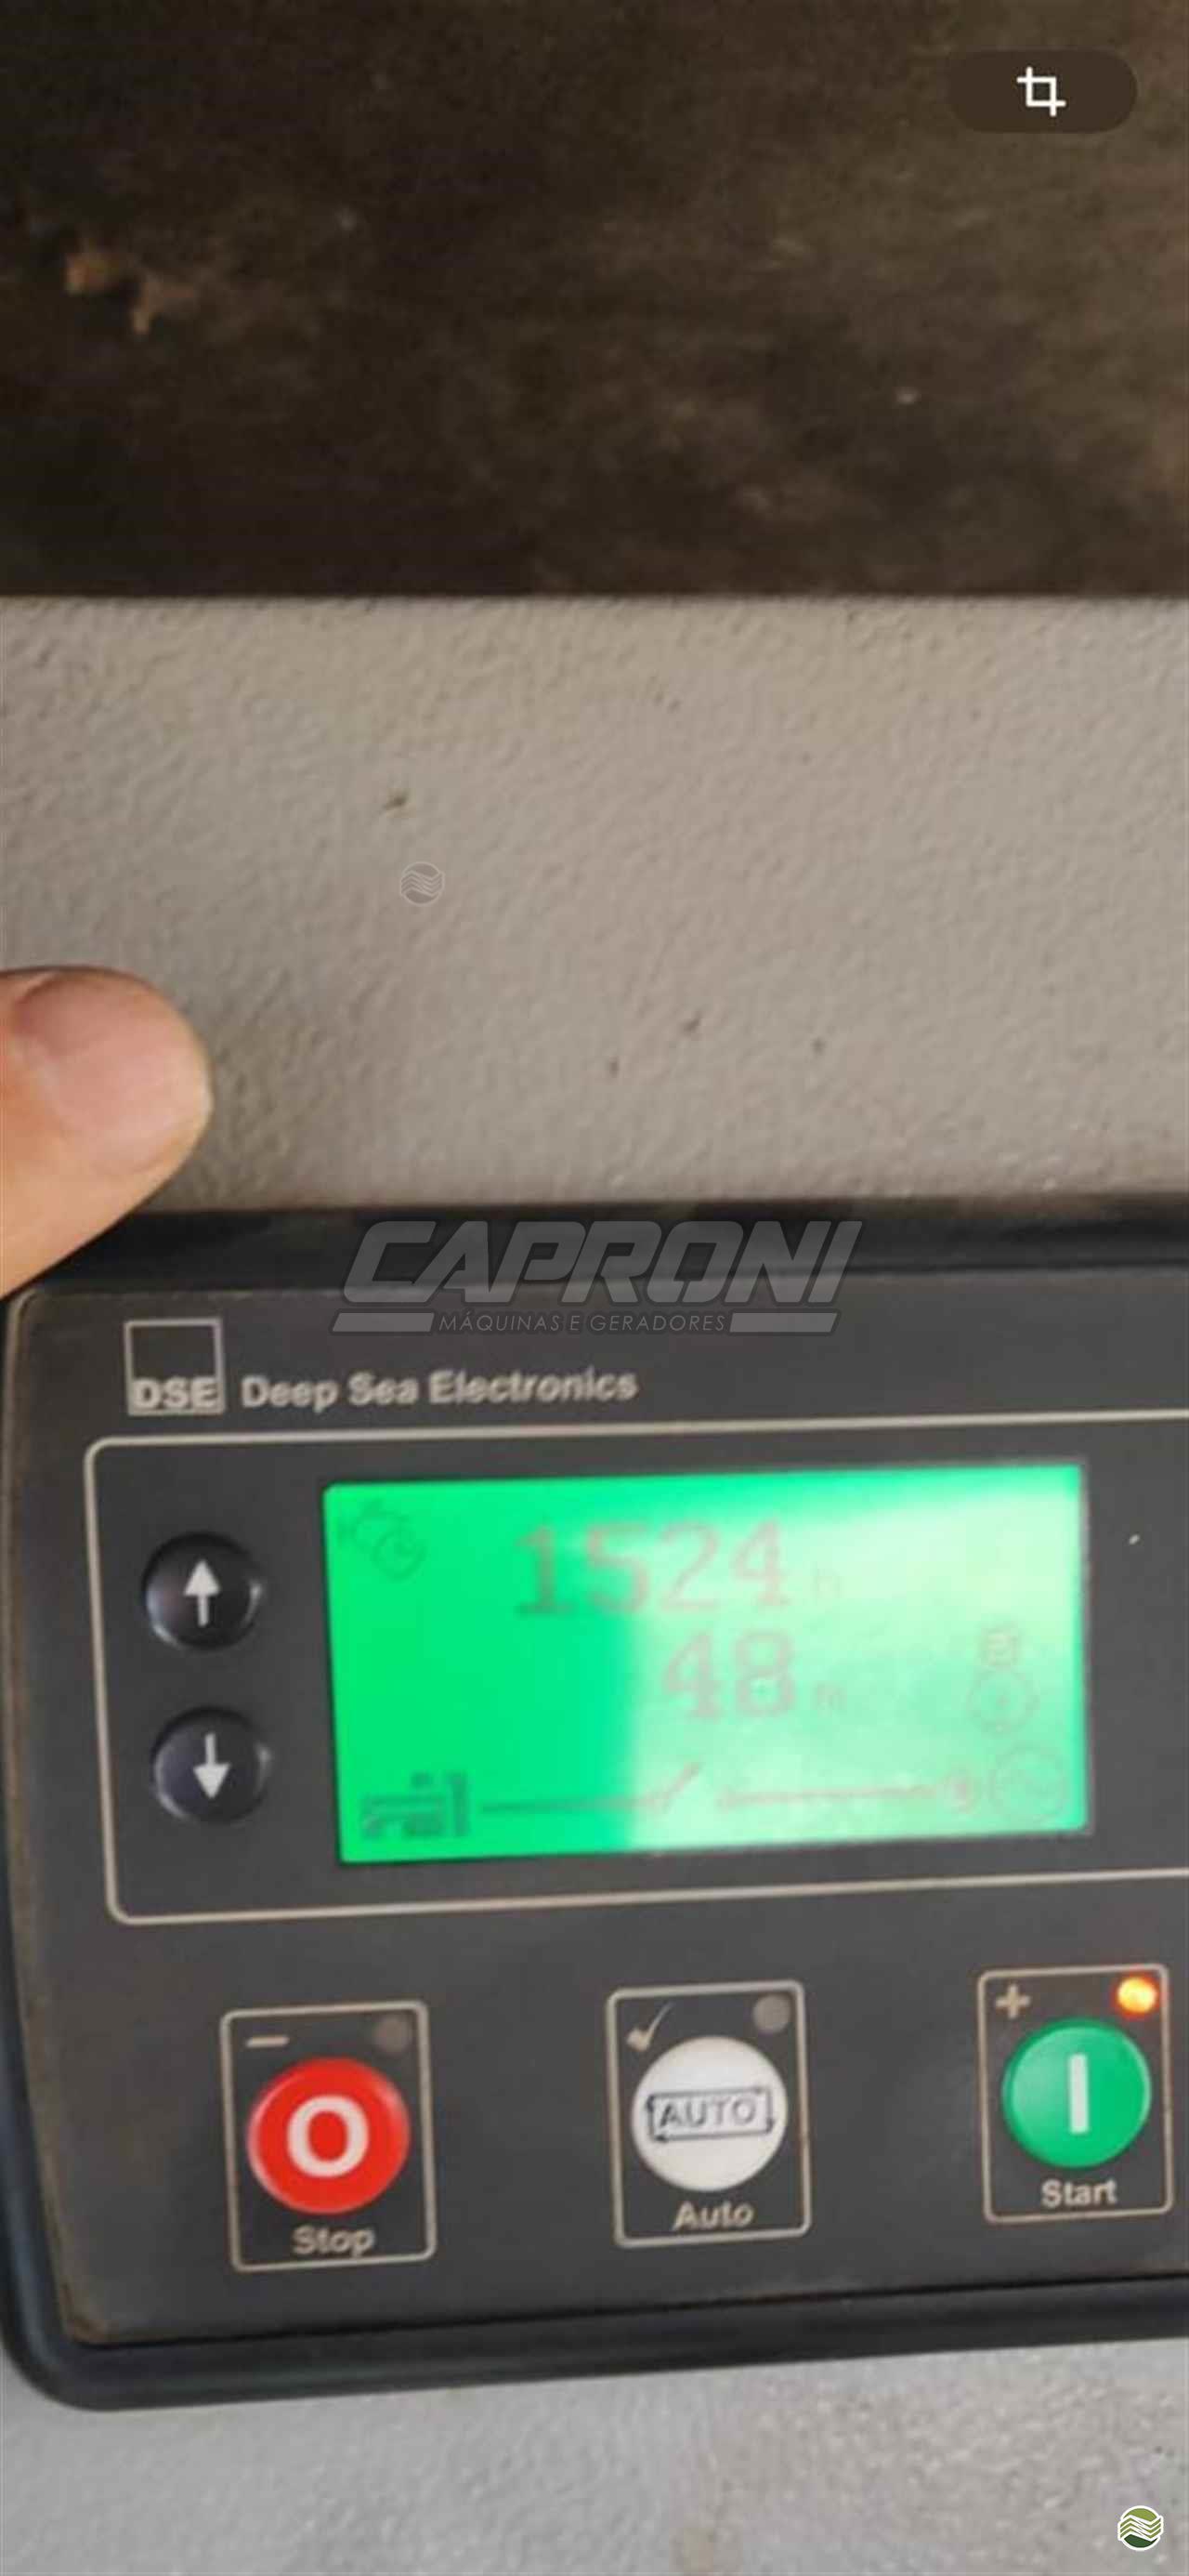 CAPRONI
MÁQUINAS E GERADORES
DSE Deep Sea Electronics
1524 h
48 m
AUTO
Stop
Auto
Start